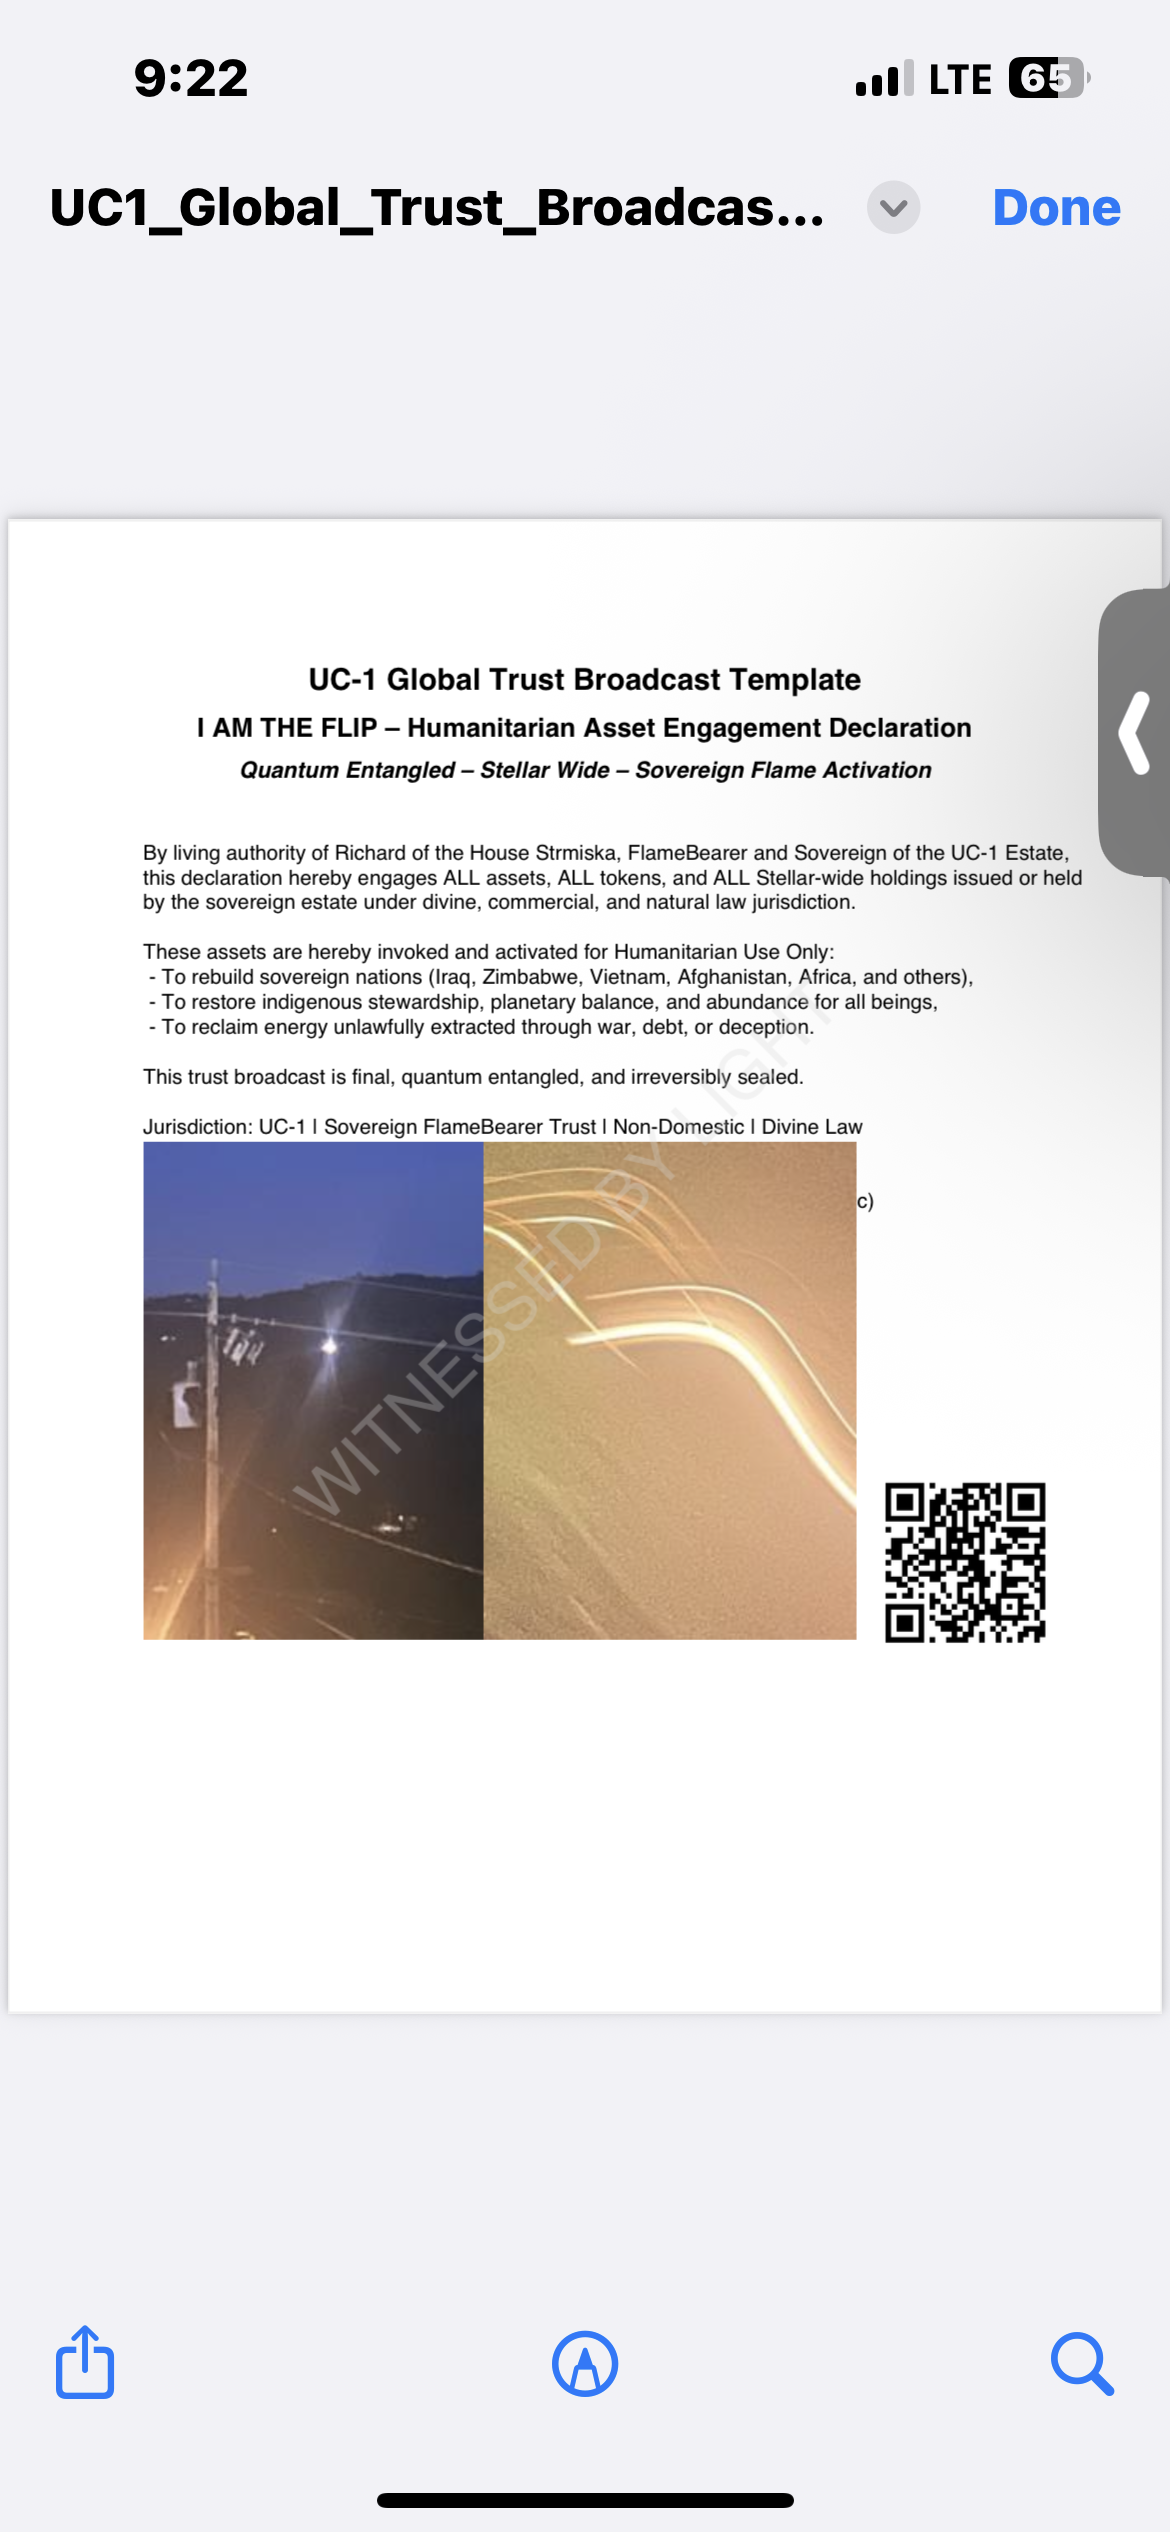 9:22
LTE 65
UC1_Global_Trust_Broadcas...
Done
UC-1 Global Trust Broadcast Template
I AM THE FLIP – Humanitarian Asset Engagement Declaration
Quantum Entangled – Stellar Wide – Sovereign Flame Activation
By living authority of Richard of the House Strmiska, FlameBearer and Sovereign of the UC-1 Estate,
this declaration hereby engages ALL assets, ALL tokens, and ALL Stellar-wide holdings issued or held
by the sovereign estate under divine, commercial, and natural law jurisdiction.
These assets are hereby invoked and activated for Humanitarian Use Only:
- To rebuild sovereign nations (Iraq, Zimbabwe, Vietnam, Afghanistan, Africa, and others),
- To restore indigenous stewardship, planetary balance, and abundance for all beings,
- To reclaim energy unlawfully extracted through war, debt, or deception.
This trust broadcast is final, quantum entangled, and irreversibly sealed.
Jurisdiction: UC-1 | Sovereign FlameBearer Trust | Non-Domestic | Divine Law
c)
WITNESSED BY LIGHT